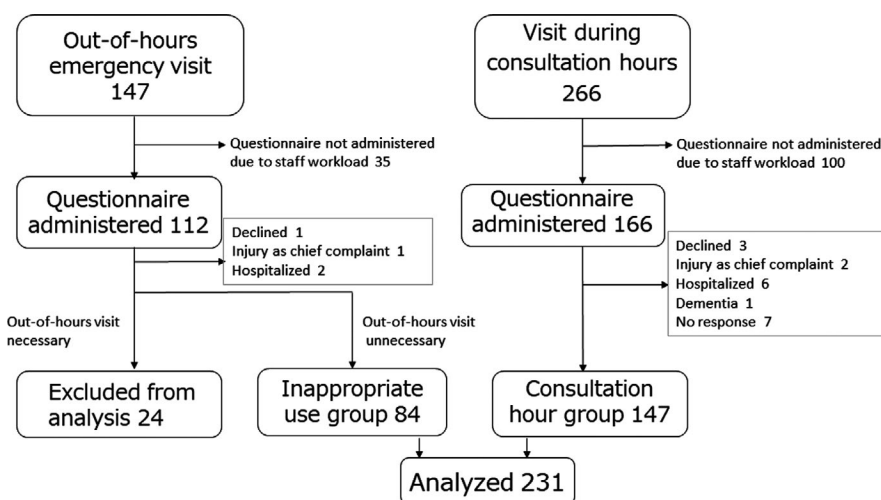 Out-of-hours
emergency visit
147
Visit during
consultation hours
266
Questionnaire not administered
due to staff workload 35
Questionnaire not administered
due to staff workload 100
Questionnaire
administered 112
Questionnaire
administered 166
Declined 1
Injury as chief complaint 1
Hospitalized 2
Declined 3
Injury as chief complaint 2
Hospitalized 6
Dementia 1
No response 7
Out-of-hours visit
necessary
Out-of-hours visit
unnecessary
Excluded from
analysis 24
Inappropriate
use group 84
Consultation
hour group 147
Analyzed 231